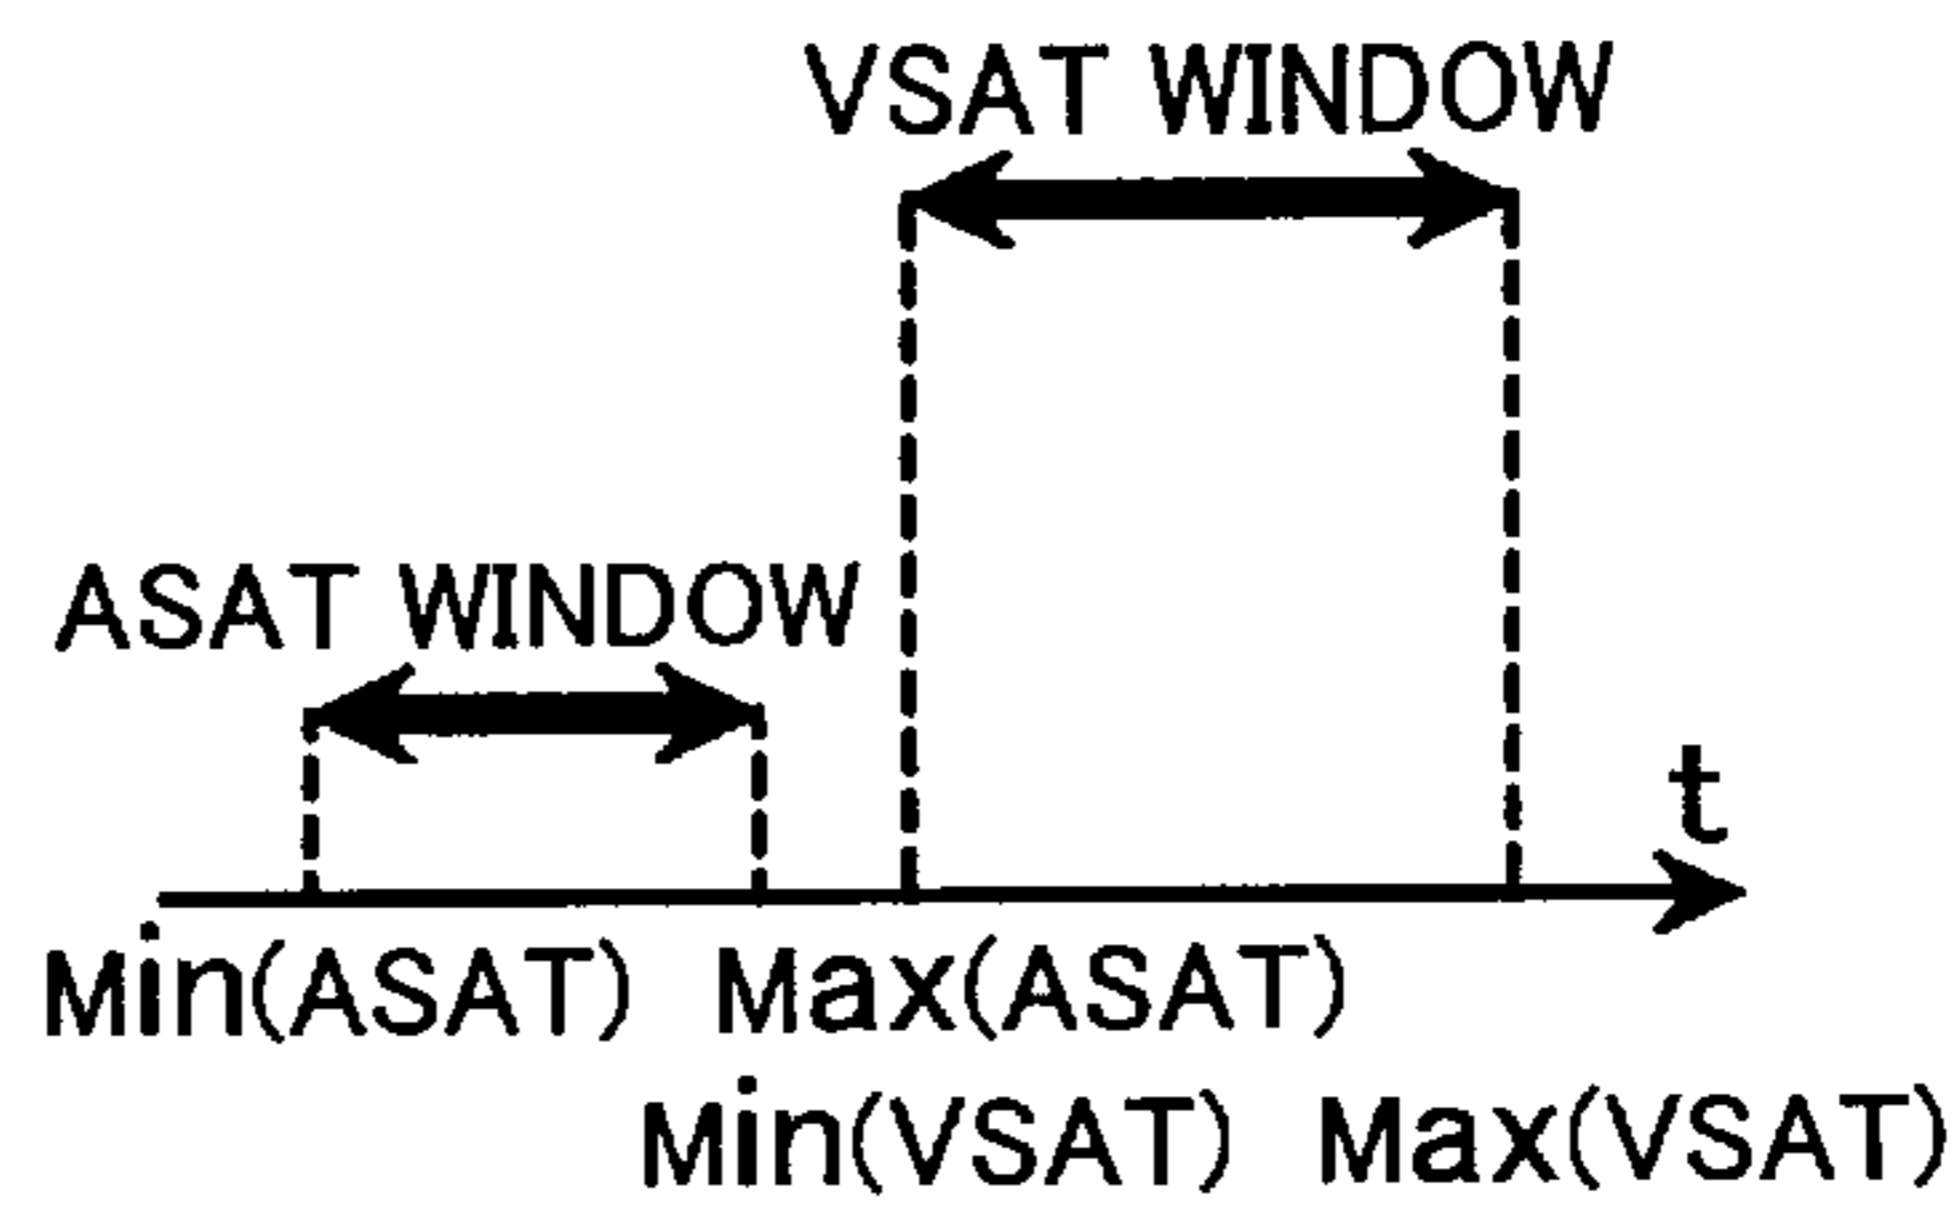 VSAT WINDOW
ASAT WINDOW
t
Min(ASAT) Max(ASAT)
Min(VSAT) Max(VSAT)